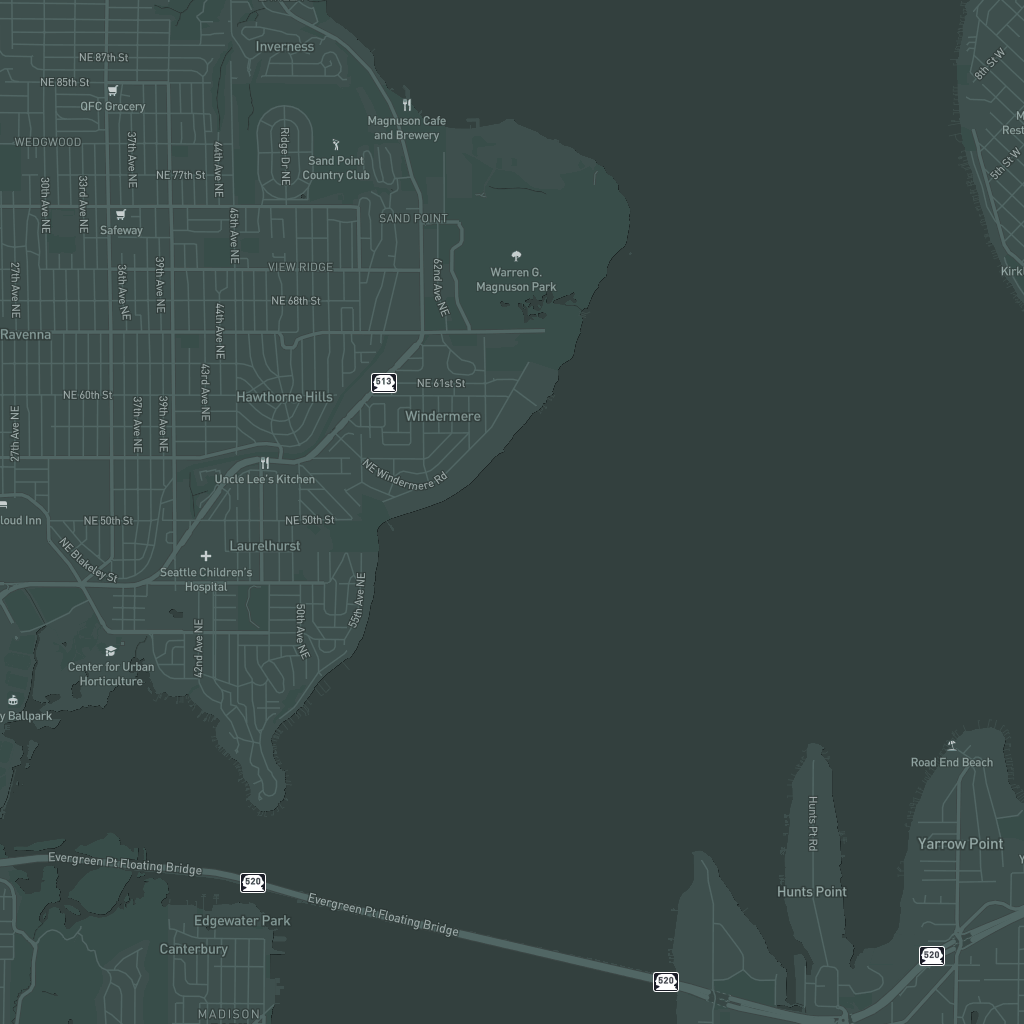 Inverness
NE 87th St
NE 85th St
QFC Grocery
8th St W
Magnuson Cafe
and Brewery
WEDGWOOD
37th Ave NE
44th Ave NE
Ridge Dr NE
Sand Point
Country Club
5th St W
NE 77th St
30th Ave NE
33rd Ave NE
Safeway
45th Ave NE
SAND POINT
27th Ave NE
36th Ave NE
39th Ave NE
VIEW RIDGE
62nd Ave NE
Warren G.
Magnuson Park
NE 68th St
44th Ave NE
Ravenna
513
NE 61st St
43rd Ave NE
NE 60th St
Hawthorne Hills
Windermere
27th Ave NE
37th Ave NE
39th Ave NE
Uncle Lee's Kitchen
NE Windermere Rd
loud Inn
NE 50th St
NE 50th St
Laurelhurst
NE Blakeley St
Seattle Children's
Hospital
55th Ave NE
50th Ave NE
42nd Ave NE
Center for Urban
Horticulture
y Ballpark
Road End Beach
Hunts Pt Rd
Yarrow Point
Hunts Point
Evergreen Pt Floating Bridge
520
Evergreen Pt Floating Bridge
Edgewater Park
Canterbury
520
520
MADISON